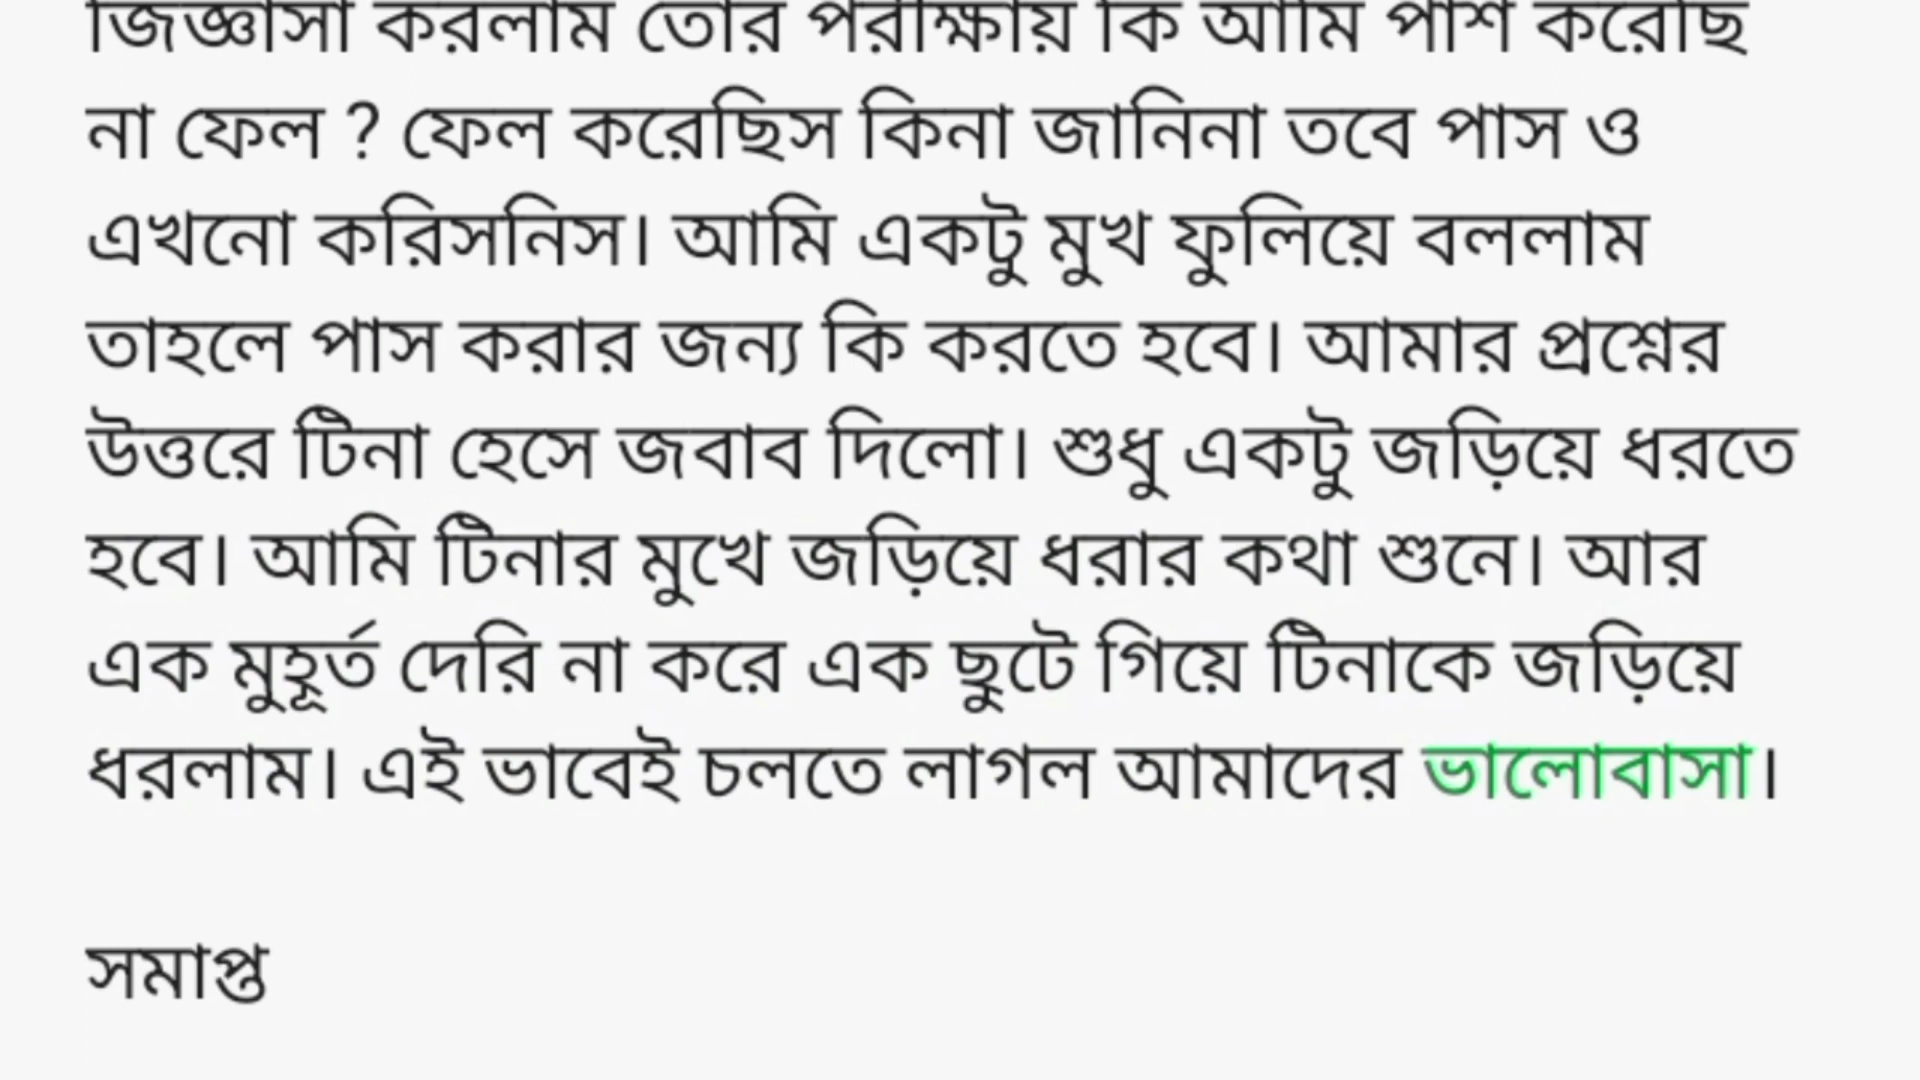 জিজ্ঞাসা করলাম তোর পরীক্ষায় কি আমি পাশ করেছি
না ফেল ? ফেল করেছিস কিনা জানিনা তবে পাস ও
এখনো করিসনিস। আমি একটু মুখ ফুলিয়ে বললাম
তাহলে পাস করার জন্য কি করতে হবে। আমার প্রশ্নের
উত্তরে টিনা হেসে জবাব দিলো। শুধু একটু জড়িয়ে ধরতে
হবে। আমি টিনার মুখে জড়িয়ে ধরার কথা শুনে। আর
এক মুহূর্ত দেরি না করে এক ছুটে গিয়ে টিনাকে জড়িয়ে
ধরলাম। এই ভাবেই চলতে লাগল আমাদের ভালোবাসা।
সমাপ্ত